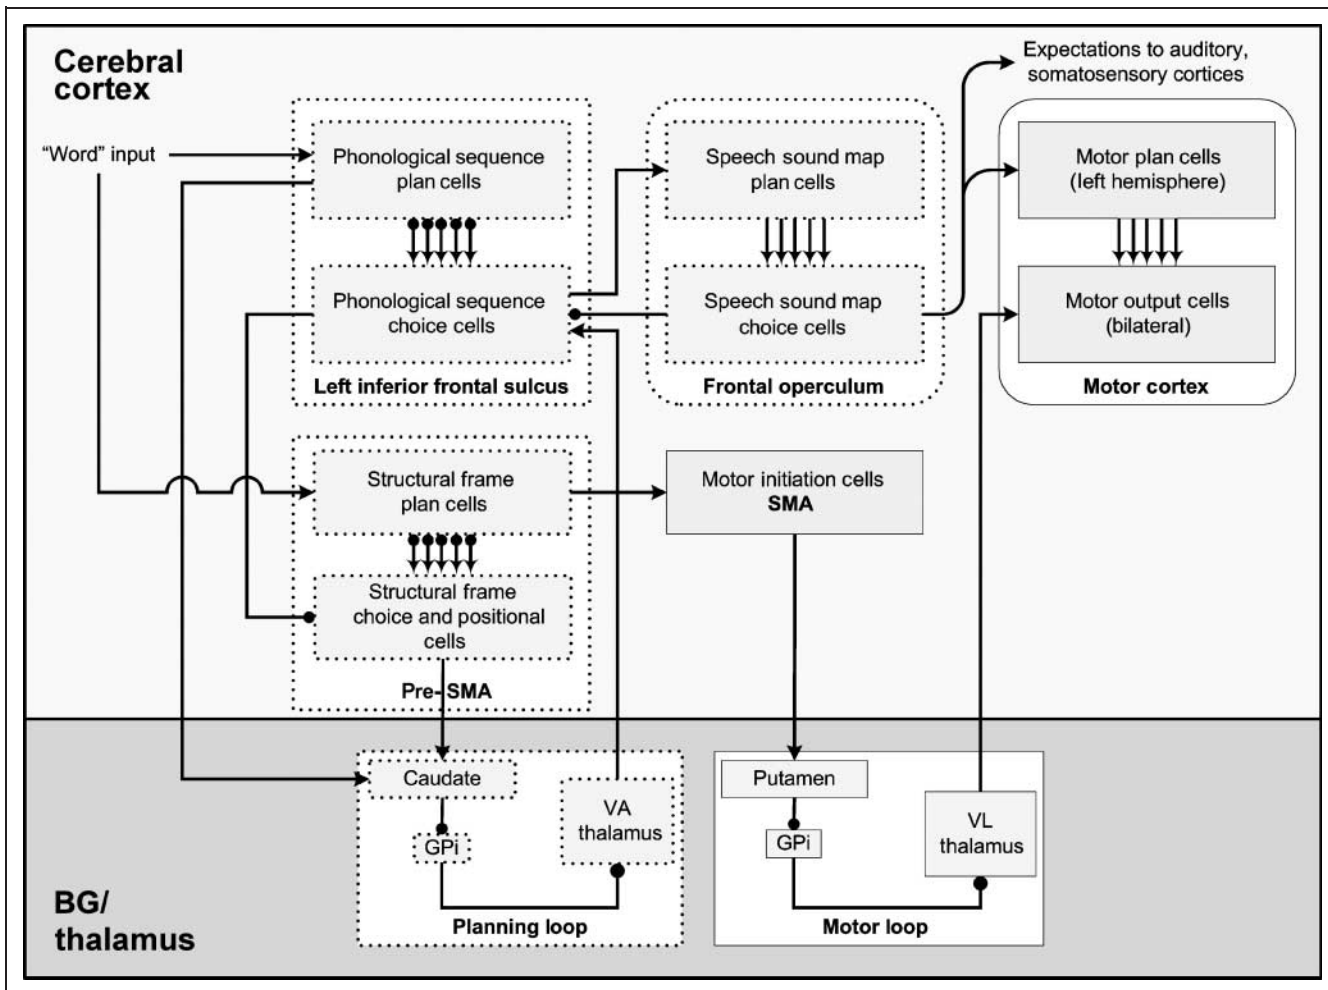 Cerebral
cortex
Expectations to auditory,
somatosensory cortices
"Word" input
Phonological sequence
plan cells
Speech sound map
plan cells
Motor plan cells
(left hemisphere)
Phonological sequence
choice cells
Speech sound map
choice cells
Motor output cells
(bilateral)
Left inferior frontal sulcus
Frontal operculum
Motor cortex
Structural frame
plan cells
Motor initiation cells
SMA
Structural frame
choice and positional
cells
Pre-SMA
Caudate
GPi
VA
thalamus
Planning loop
Putamen
GPi
VL
thalamus
Motor loop
BG/
thalamus